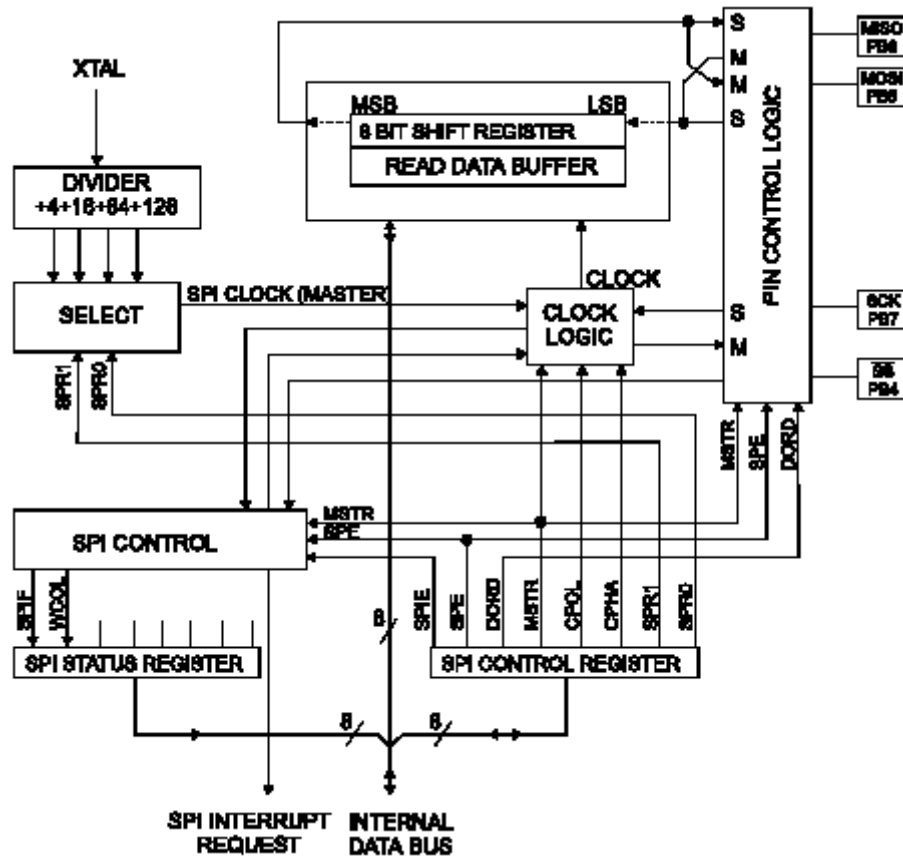 S
MISO
PB6
M
XTAL
M
MOSI
PB5
MSB
LSB
S
8 BIT SHIFT REGISTER
READ DATA BUFFER
PIN CONTROL LOGIC
DIVIDER
+4+16+64+128
CLOCK
SPI CLOCK (MASTER)
SELECT
CLOCK
LOGIC
S
SCK
PB7
M
SS
PB4
SPR1
SPR0
MSTR
SPE
DORD
MSTR
SPE
SPI CONTROL
SPIF
WCOL
8
SPIE
SPE
DORD
MSTR
CPOL
CPHA
SPR1
SPR0
SPI STATUS REGISTER
SPI CONTROL REGISTER
8
8
SPI INTERRUPT
REQUEST
INTERNAL
DATA BUS